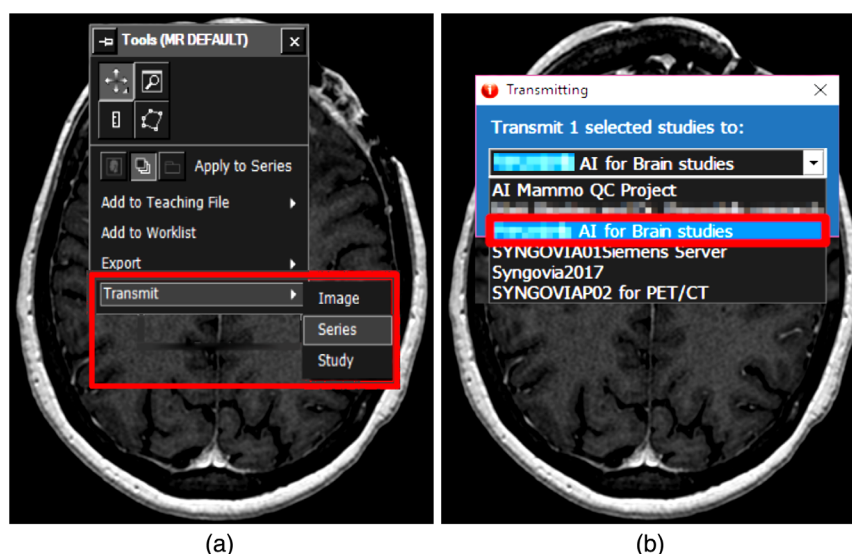 Tools (MR DEFAULT)
Apply to Series
Add to Teaching File
Add to Worklist
Export
Transmit
Image
Series
Study
(a)
Transmitting
Transmit 1 selected studies to:
AI for Brain studies
AI Mammo QC Project
AI for Brain studies
SYNGOVIA01Siemens Server
Syngovia2017
SYNGOVIAP02 for PET/CT
(b)